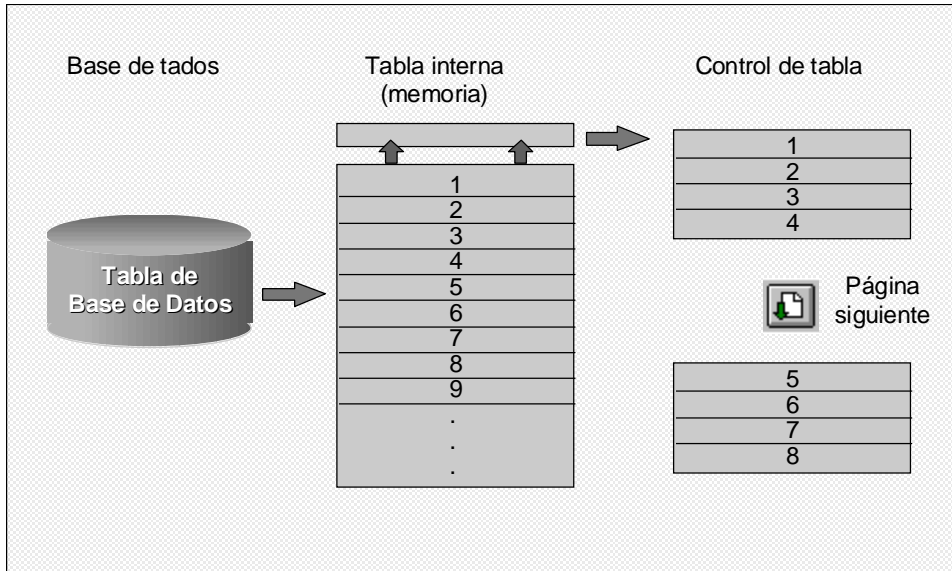 Base de tados
Tabla interna
(memoria)
Control de tabla
Tabla de
Base de Datos
1
2
3
4
5
6
7
8
9
.
.
.
1
2
3
4
Página
siguiente
5
6
7
8